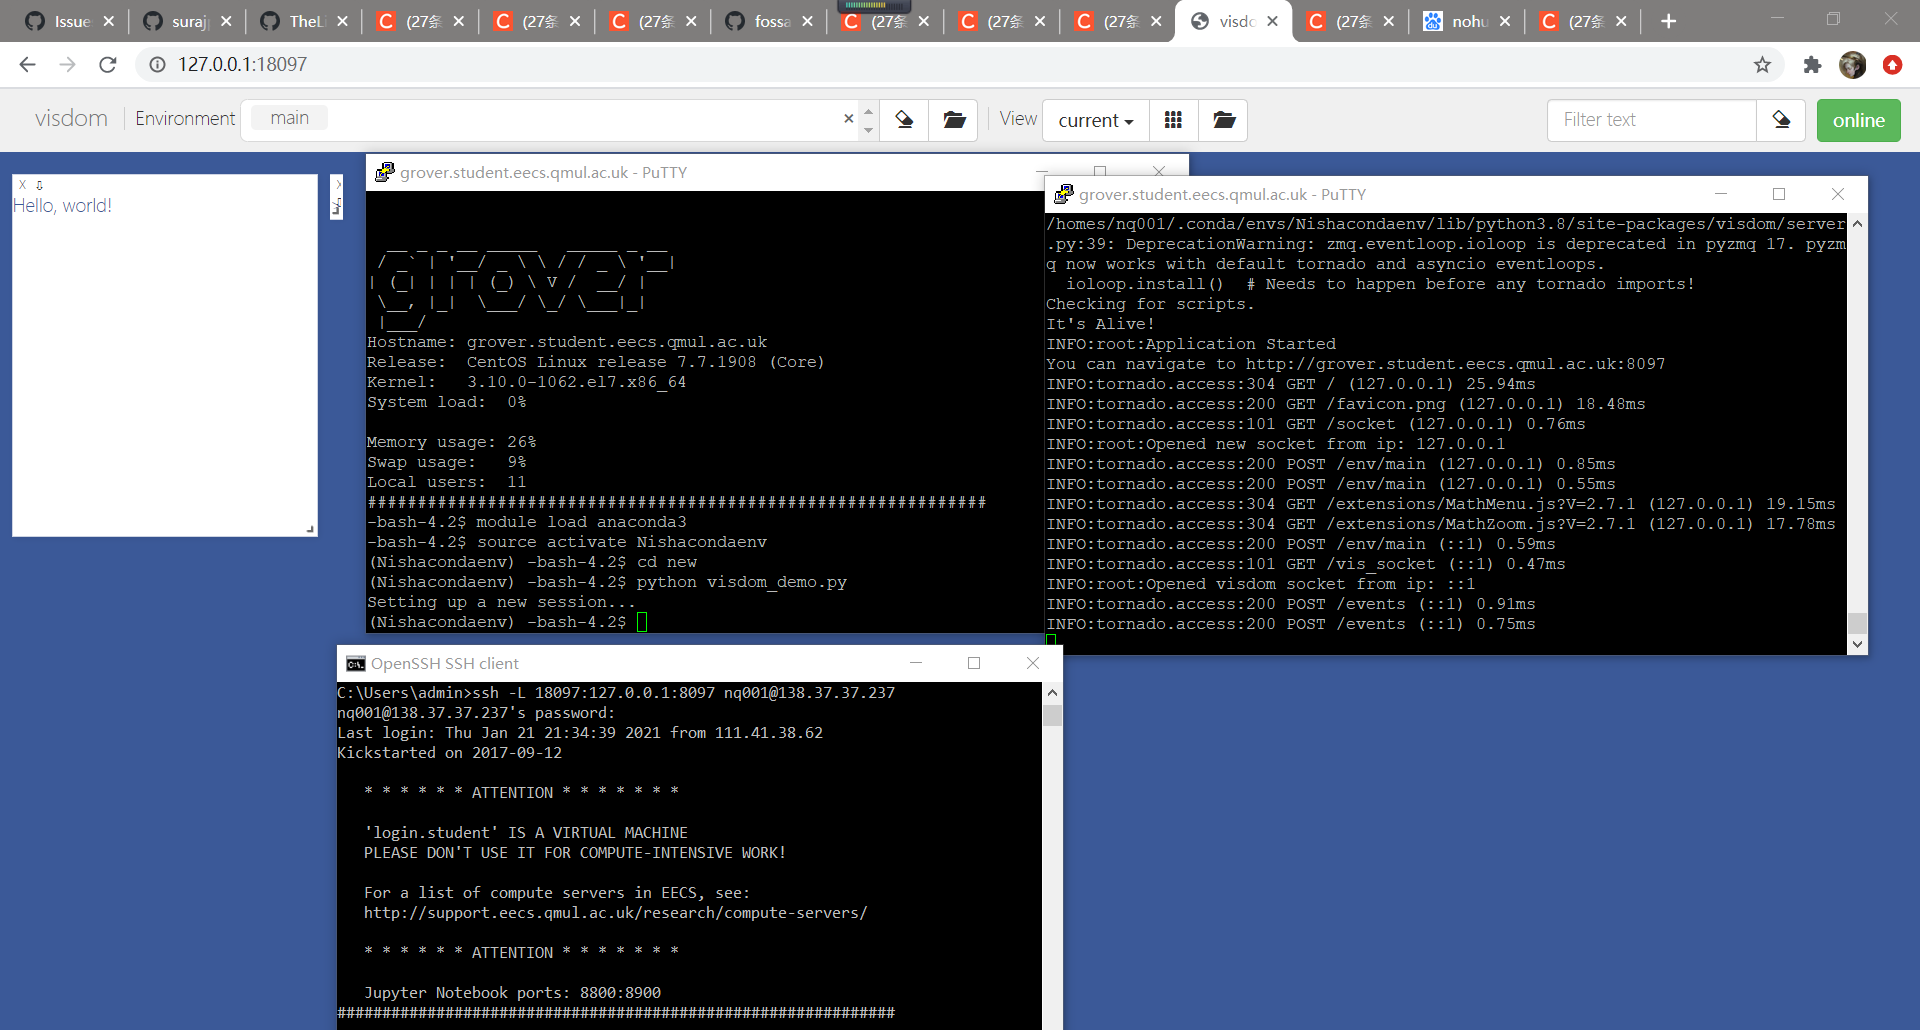 Issue
suraj
TheLi
(27条
(27条
(27条
fossa
(27条
(27条
(27条
visdo
(27条
nohu
(27条
127.0.0.1:18097
visdom Environment main × View current Filter text online
X
Hello, world!
grover.student.eecs.qmul.ac.uk - PuTTY
Hostname: grover.student.eecs.qmul.ac.uk
Release:  CentOS Linux release 7.7.1908 (Core)
Kernel:   3.10.0-1062.el7.x86_64
System load:  0%
Memory usage: 26%
Swap usage:   9%
Local users:  11
##############################################################
-bash-4.2$ module load anaconda3
-bash-4.2$ source activate Nishacondaenv
(Nishacondaenv) -bash-4.2$ cd new
(Nishacondaenv) -bash-4.2$ python visdom_demo.py
Setting up a new session...
(Nishacondaenv) -bash-4.2$
grover.student.eecs.qmul.ac.uk - PuTTY
/homes/nq001/.conda/envs/Nishacondaenv/lib/python3.8/site-packages/visdom/server
.py:39: DeprecationWarning: zmq.eventloop.ioloop is deprecated in pyzmq 17. pyzm
q now works with default tornado and asyncio eventloops.
  ioloop.install()  # Needs to happen before any tornado imports!
Checking for scripts.
It's Alive!
INFO:root:Application Started
You can navigate to http://grover.student.eecs.qmul.ac.uk:8097
INFO:tornado.access:304 GET / (127.0.0.1) 25.94ms
INFO:tornado.access:200 GET /favicon.png (127.0.0.1) 18.48ms
INFO:tornado.access:101 GET /socket (127.0.0.1) 0.76ms
INFO:root:Opened new socket from ip: 127.0.0.1
INFO:tornado.access:200 POST /env/main (127.0.0.1) 0.85ms
INFO:tornado.access:200 POST /env/main (127.0.0.1) 0.55ms
INFO:tornado.access:304 GET /extensions/MathMenu.js?V=2.7.1 (127.0.0.1) 19.15ms
INFO:tornado.access:304 GET /extensions/MathZoom.js?V=2.7.1 (127.0.0.1) 17.78ms
INFO:tornado.access:200 POST /env/main (::1) 0.59ms
INFO:tornado.access:101 GET /vis_socket (::1) 0.47ms
INFO:root:Opened visdom socket from ip: ::1
INFO:tornado.access:200 POST /events (::1) 0.91ms
INFO:tornado.access:200 POST /events (::1) 0.75ms
OpenSSH SSH client
C:\Users\admin>ssh -L 18097:127.0.0.1:8097 nq001@138.37.37.237
nq001@138.37.37.237's password:
Last login: Thu Jan 21 21:34:39 2021 from 111.41.38.62
Kickstarted on 2017-09-12
* * * * * * ATTENTION * * * * * * *
'login.student' IS A VIRTUAL MACHINE
PLEASE DON'T USE IT FOR COMPUTE-INTENSIVE WORK!
For a list of compute servers in EECS, see:
http://support.eecs.qmul.ac.uk/research/compute-servers/
* * * * * * ATTENTION * * * * * * *
Jupyter Notebook ports: 8800:8900
##############################################################